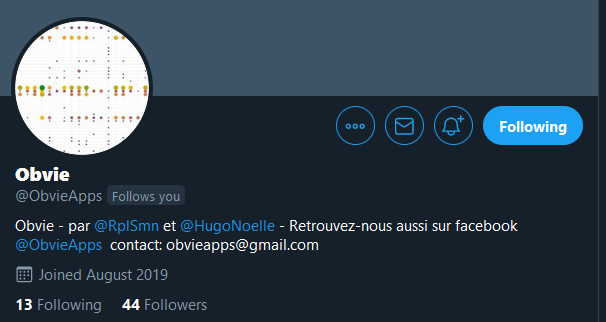 Following
Obvie
@ObvieApps Follows you
Obvie - par @RplSmn et @HugoNoelle - Retrouvez-nous aussi sur facebook
@ObvieApps contact: obvieapps@gmail.com
Joined August 2019
13 Following 44 Followers